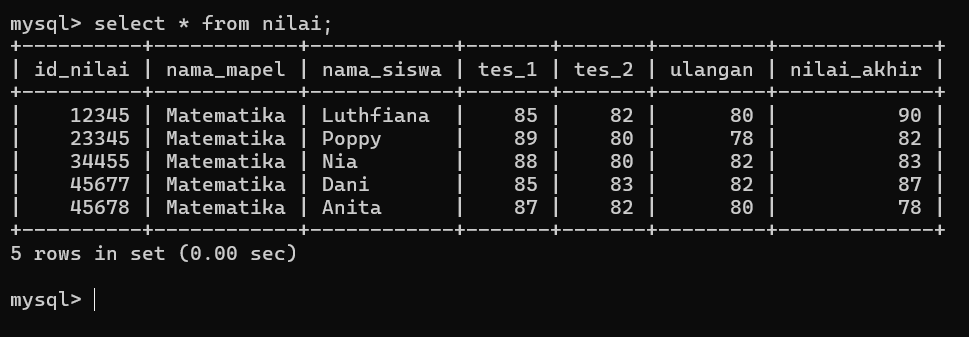 mysql> select * from nilai;
+----------+------------+------------+-------+-------+---------+-------------+
| id_nilai | nama_mapel | nama_siswa | tes_1 | tes_2 | ulangan | nilai_akhir |
+----------+------------+------------+-------+-------+---------+-------------+
|    12345 | Matematika | Luthfiana  |    85 |    82 |      80 |          90 |
|    23345 | Matematika | Poppy      |    89 |    80 |      78 |          82 |
|    34455 | Matematika | Nia        |    88 |    80 |      82 |          83 |
|    45677 | Matematika | Dani       |    85 |    83 |      82 |          87 |
|    45678 | Matematika | Anita      |    87 |    82 |      80 |          78 |
+----------+------------+------------+-------+-------+---------+-------------+
5 rows in set (0.00 sec)
mysql>